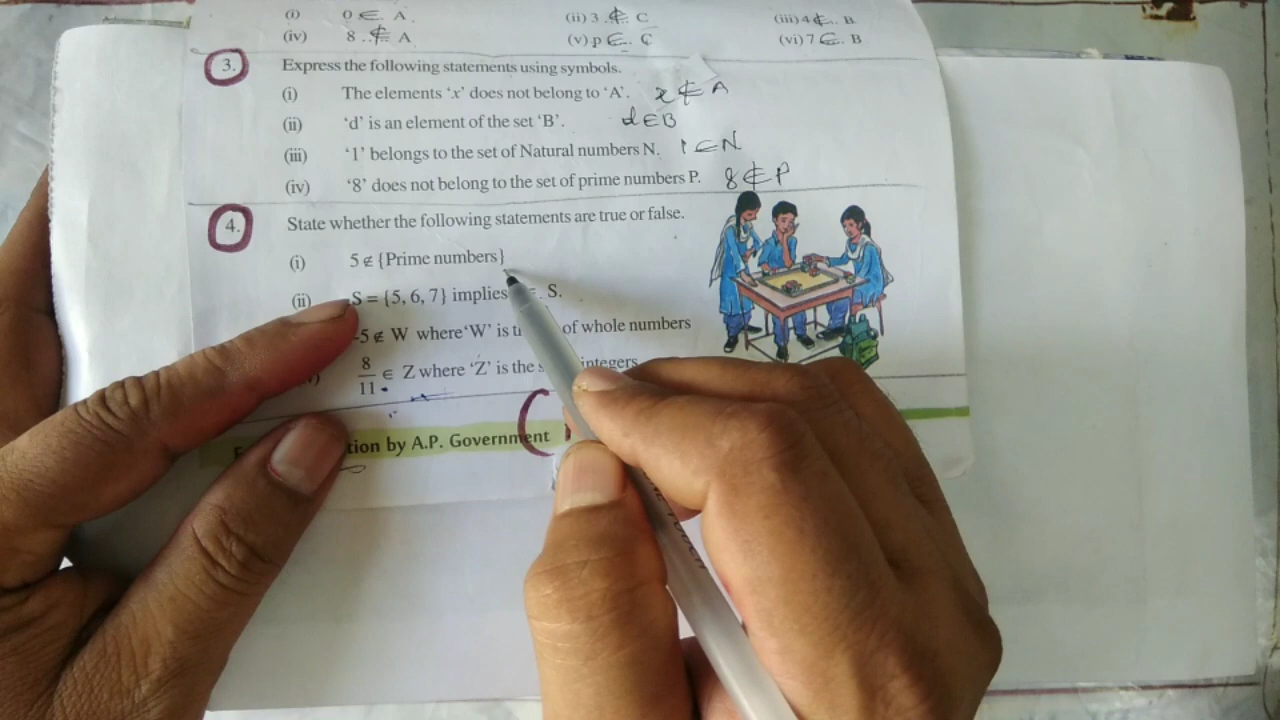 (i) 0 ∈ A (ii) 3 ∉ C (iii) 4 ∉ B
(iv) 8 ∉ A (v) p ∈ C (vi) 7 ∈ B
3. Express the following statements using symbols.
(i) The elements ‘x’ does not belong to ‘A’. x ∉ A
(ii) ‘d’ is an element of the set ‘B’. d ∈ B
(iii) ‘1’ belongs to the set of Natural numbers N. 1 ∈ N
(iv) ‘8’ does not belong to the set of prime numbers P. 8 ∉ P
4. State whether the following statements are true or false.
(i) 5 ∉ {Prime numbers}
(ii) S = {5, 6, 7} implies S.
-5 ∉ W where ‘W’ is of whole numbers
8/11 ∈ Z where ‘Z’ is the integers
by A.P. Government